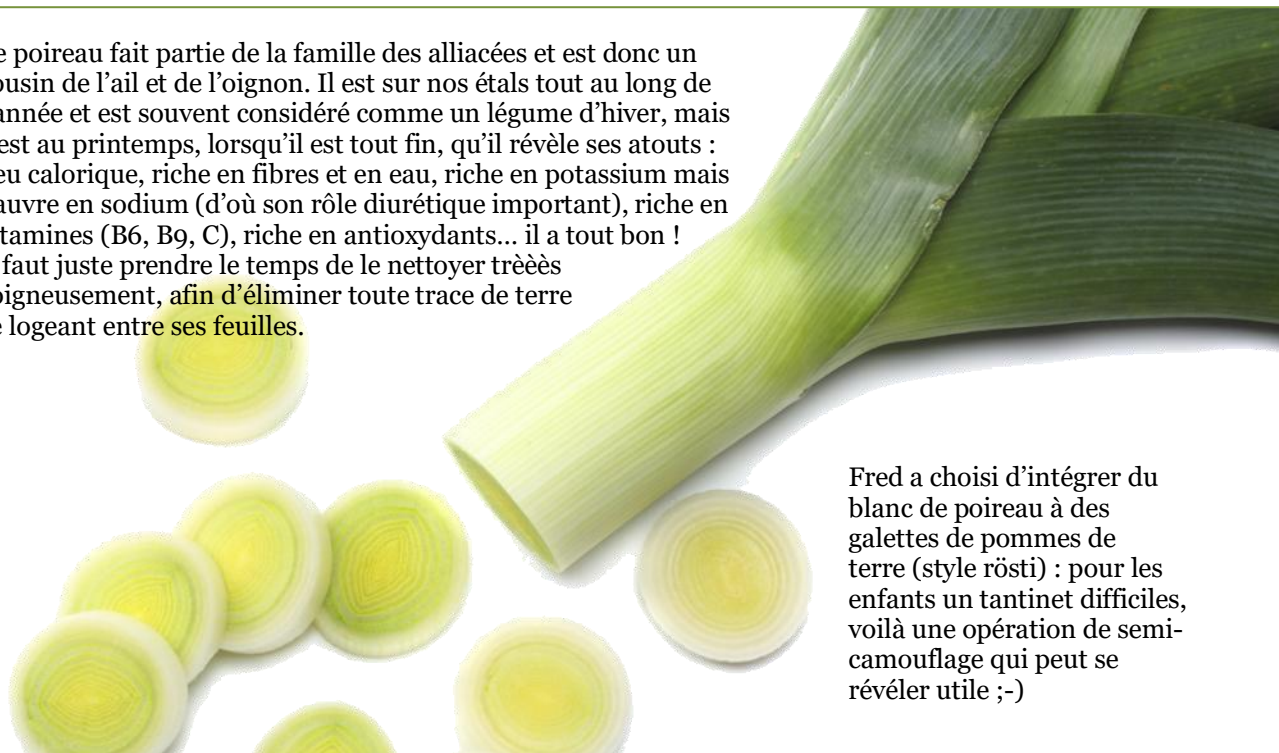 e poireau fait partie de la famille des alliacées et est donc un
ousin de l’ail et de l’oignon. Il est sur nos étals tout au long de
année et est souvent considéré comme un légume d’hiver, mais
est au printemps, lorsqu’il est tout fin, qu’il révèle ses atouts :
eu calorique, riche en fibres et en eau, riche en potassium mais
auvre en sodium (d’où son rôle diurétique important), riche en
tamines (B6, B9, C), riche en antioxydants… il a tout bon !
faut juste prendre le temps de le nettoyer trèèès
oigneusement, afin d’éliminer toute trace de terre
e logeant entre ses feuilles.
Fred a choisi d’intégrer du
blanc de poireau à des
galettes de pommes de
terre (style rösti) : pour les
enfants un tantinet difficiles,
voilà une opération de semi-
camouflage qui peut se
révéler utile ;-)